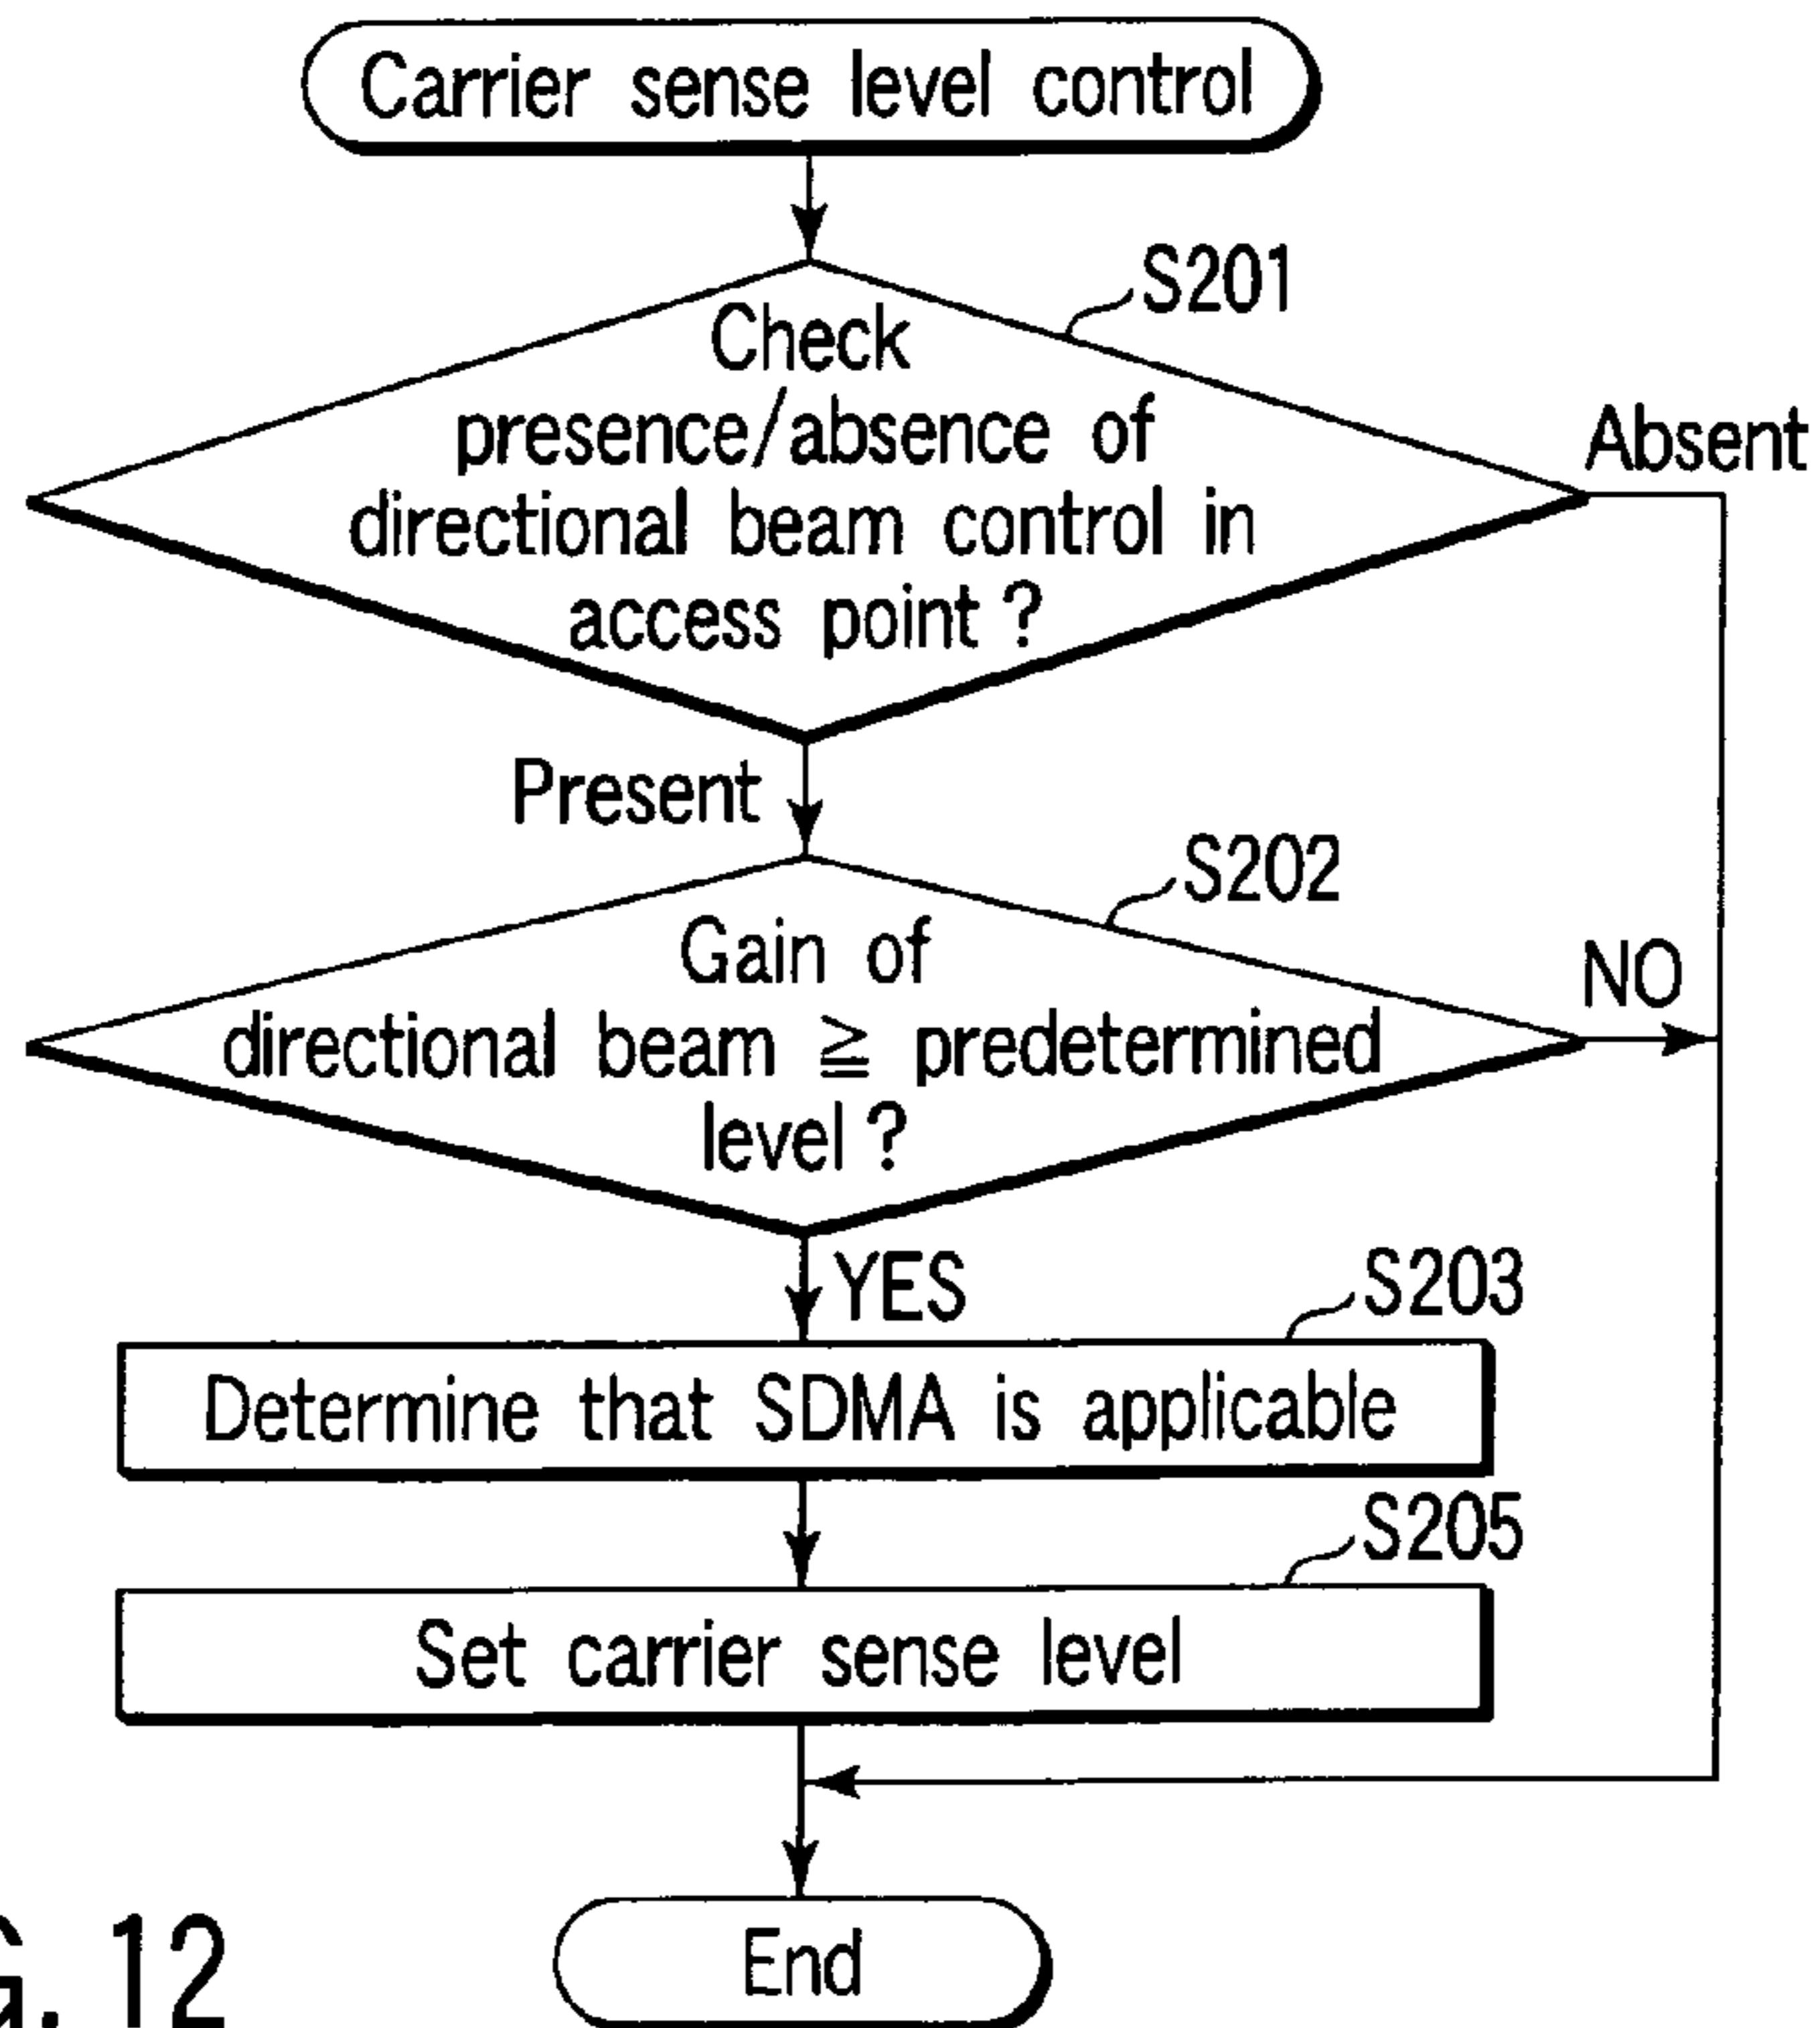 Carrier sense level control
S201
Check
presence/absence of
directional beam control in
access point ?
Absent
Present
S202
Gain of
directional beam ≧ predetermined
level ?
NO
YES
S203
Determine that SDMA is applicable
S205
Set carrier sense level
End
G. 12